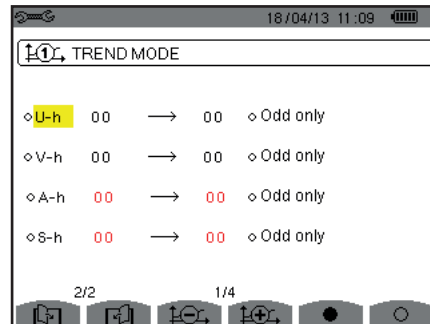 18/04/13 11:09
1 TREND MODE
U-h 00 → 00 Odd only
V-h 00 → 00 Odd only
A-h 00 → 00 Odd only
S-h 00 → 00 Odd only
2/2 1/4